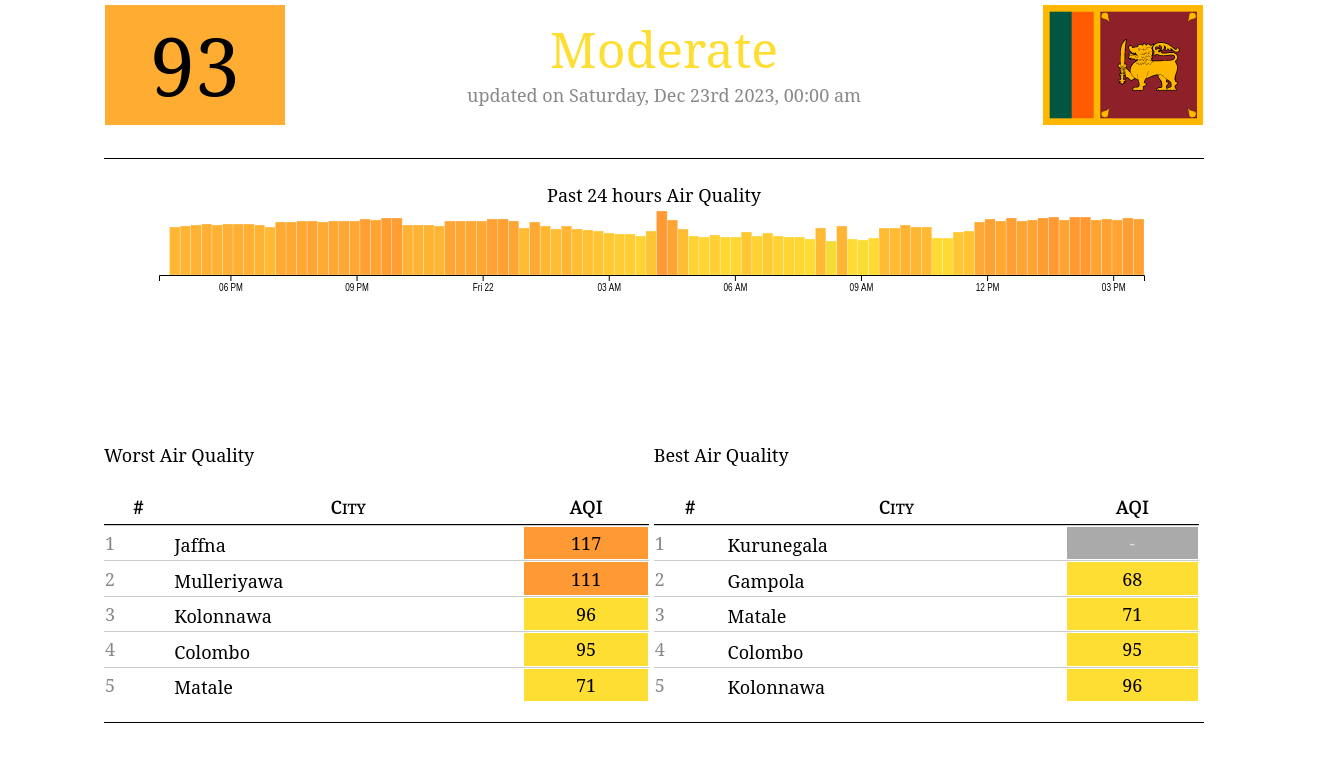 93
Moderate
updated on Saturday, Dec 23rd 2023, 00:00 am
Past 24 hours Air Quality
06 PM 09 PM Fri 22 03 AM 06 AM 09 AM 12 PM 03 PM
Worst Air Quality
# City AQI
1 Jaffna 117
2 Mulleriyawa 111
3 Kolonnawa 96
4 Colombo 95
5 Matale 71
Best Air Quality
# City AQI
1 Kurunegala -
2 Gampola 68
3 Matale 71
4 Colombo 95
5 Kolonnawa 96